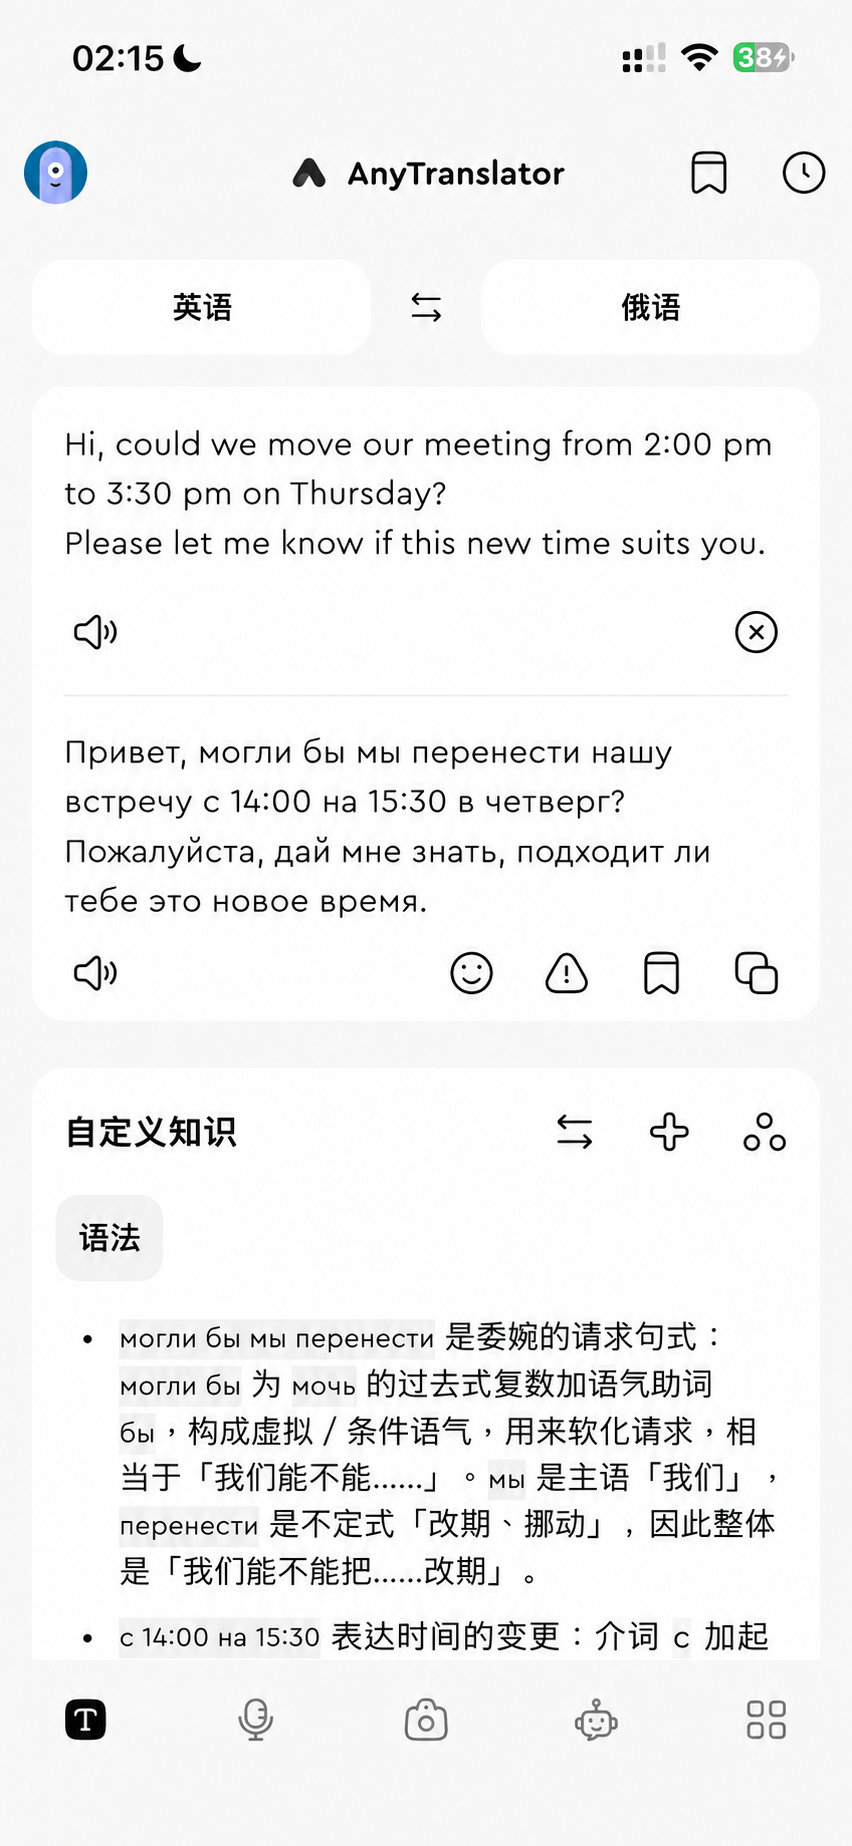 02:15
38
AnyTranslator
英语
俄语
Hi, could we move our meeting from 2:00 pm
to 3:30 pm on Thursday?
Please let me know if this new time suits you.
Привет, могли бы мы перенести нашу
встречу с 14:00 на 15:30 в четверг?
Пожалуйста, дай мне знать, подходит ли
тебе это новое время.
自定义知识
语法
• могли бы мы перенести 是委婉的请求句式：
могли бы 为 мочь 的过去式复数加语气助词
бы，构成虚拟 / 条件语气，用来软化请求，相
当于「我们能不能……」。мы 是主语「我们」，
перенести 是不定式「改期、挪动」，因此整体
是「我们能不能把……改期」。
• с 14:00 на 15:30 表达时间的变更：介词 с 加起
T